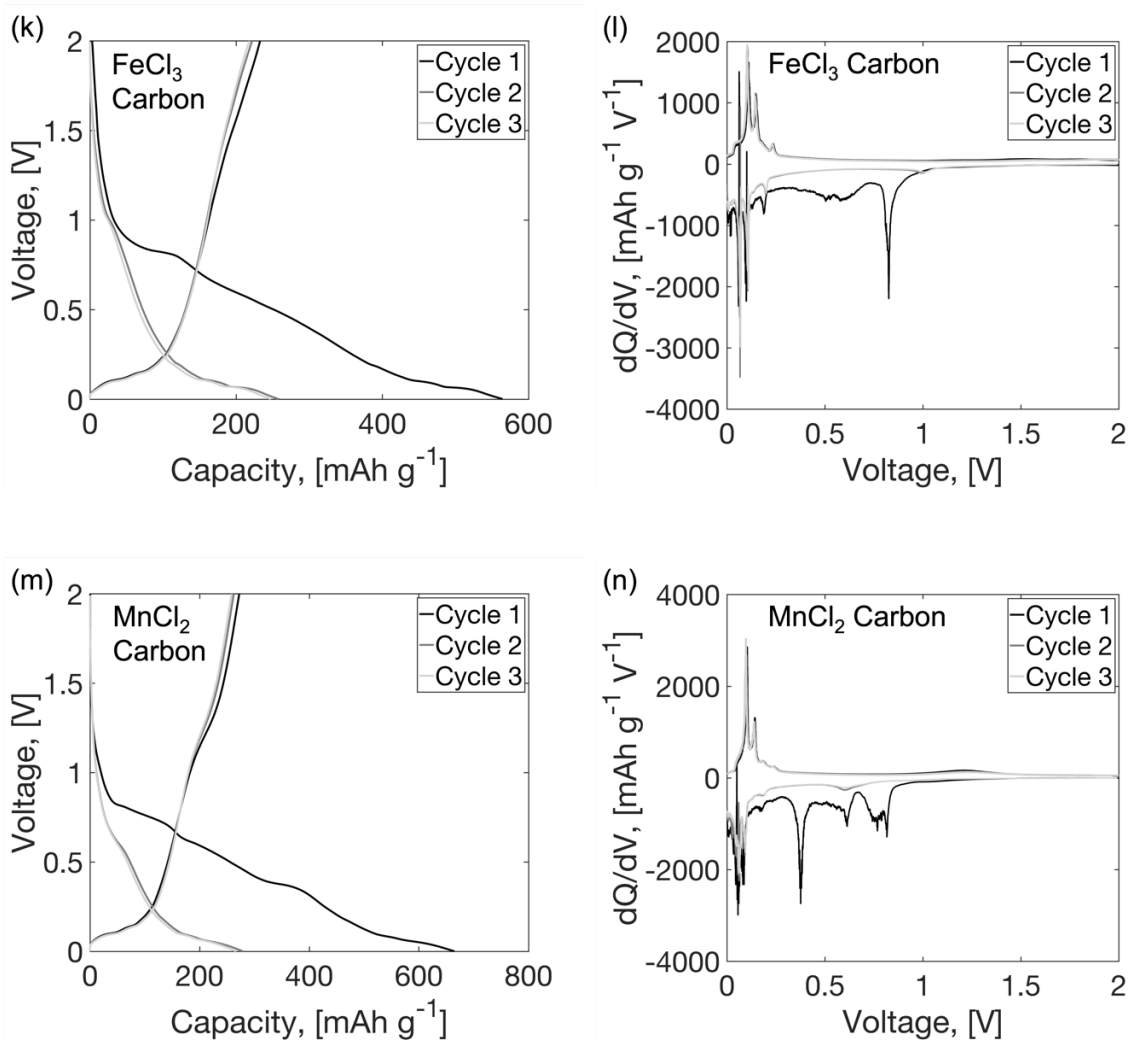 (k)
FeCl₃
Carbon
Cycle 1
Cycle 2
Cycle 3
2
1.5
1
0.5
0
Voltage, [V]
0 200 400 600
Capacity, [mAh g⁻¹]
(l)
FeCl₃ Carbon
Cycle 1
Cycle 2
Cycle 3
2000
1000
0
-1000
-2000
-3000
-4000
dQ/dV, [mAh g⁻¹ V⁻¹]
0 0.5 1 1.5 2
Voltage, [V]
(m)
MnCl₂
Carbon
Cycle 1
Cycle 2
Cycle 3
2
1.5
1
0.5
0
Voltage, [V]
0 200 400 600 800
Capacity, [mAh g⁻¹]
(n)
MnCl₂ Carbon
Cycle 1
Cycle 2
Cycle 3
4000
2000
0
-2000
-4000
dQ/dV, [mAh g⁻¹ V⁻¹]
0 0.5 1 1.5 2
Voltage, [V]